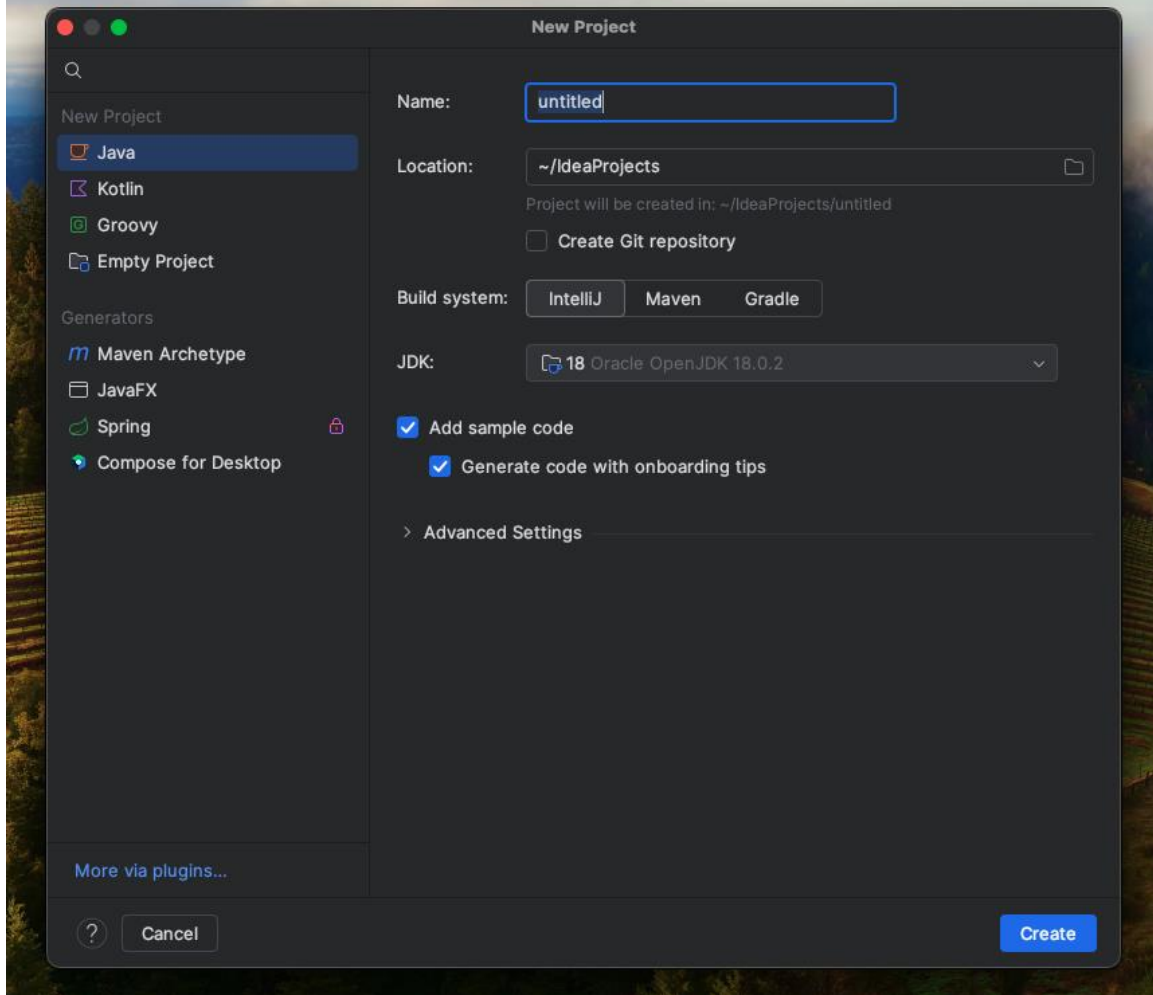 New Project
New Project
Java
Kotlin
Groovy
Empty Project
Generators
Maven Archetype
JavaFX
Spring
Compose for Desktop
More via plugins...
Name: untitled
Location: ~/IdeaProjects
Project will be created in: ~/IdeaProjects/untitled
Create Git repository
Build system: IntelliJ Maven Gradle
JDK: 18 Oracle OpenJDK 18.0.2
Add sample code
Generate code with onboarding tips
Advanced Settings
? Cancel Create